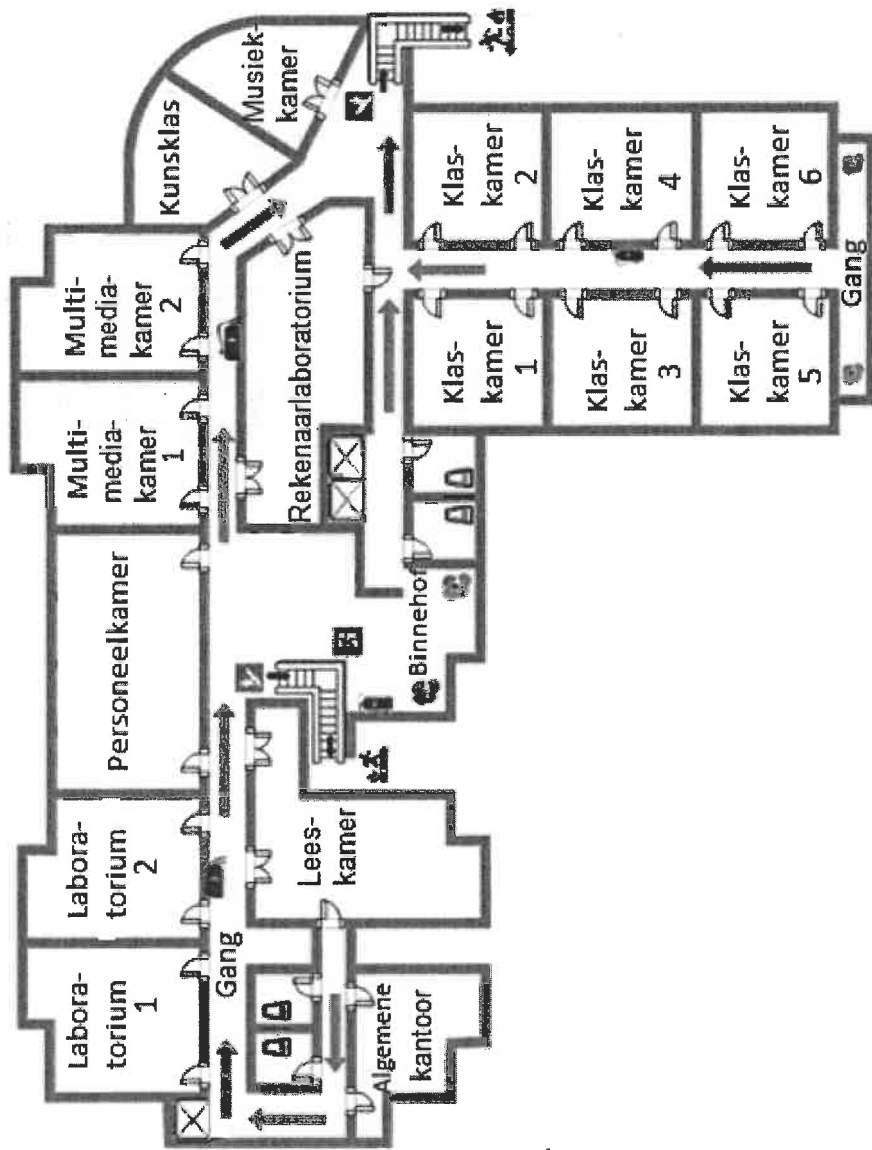 Labora-
torium
1
Labora-
torium
2
Personeelkamer
Multi-
media-
kamer
1
Multi-
media-
kamer
2
Kunsklas
Musiek-
kamer
Gang
Lees-
kamer
Rekenaarlaboratorium
Algemene
kantoor
Binnehof
Klas-
kamer
1
Klas-
kamer
2
Klas-
kamer
3
Klas-
kamer
4
Klas-
kamer
5
Klas-
kamer
6
Gang